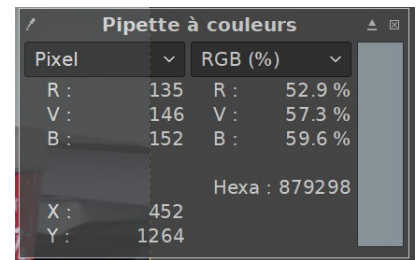 Pipette à couleurs
Pixel RGB (%)
R : 135 R : 52.9 %
V : 146 V : 57.3 %
B : 152 B : 59.6 %
Hexa : 879298
X : 452
Y : 1264